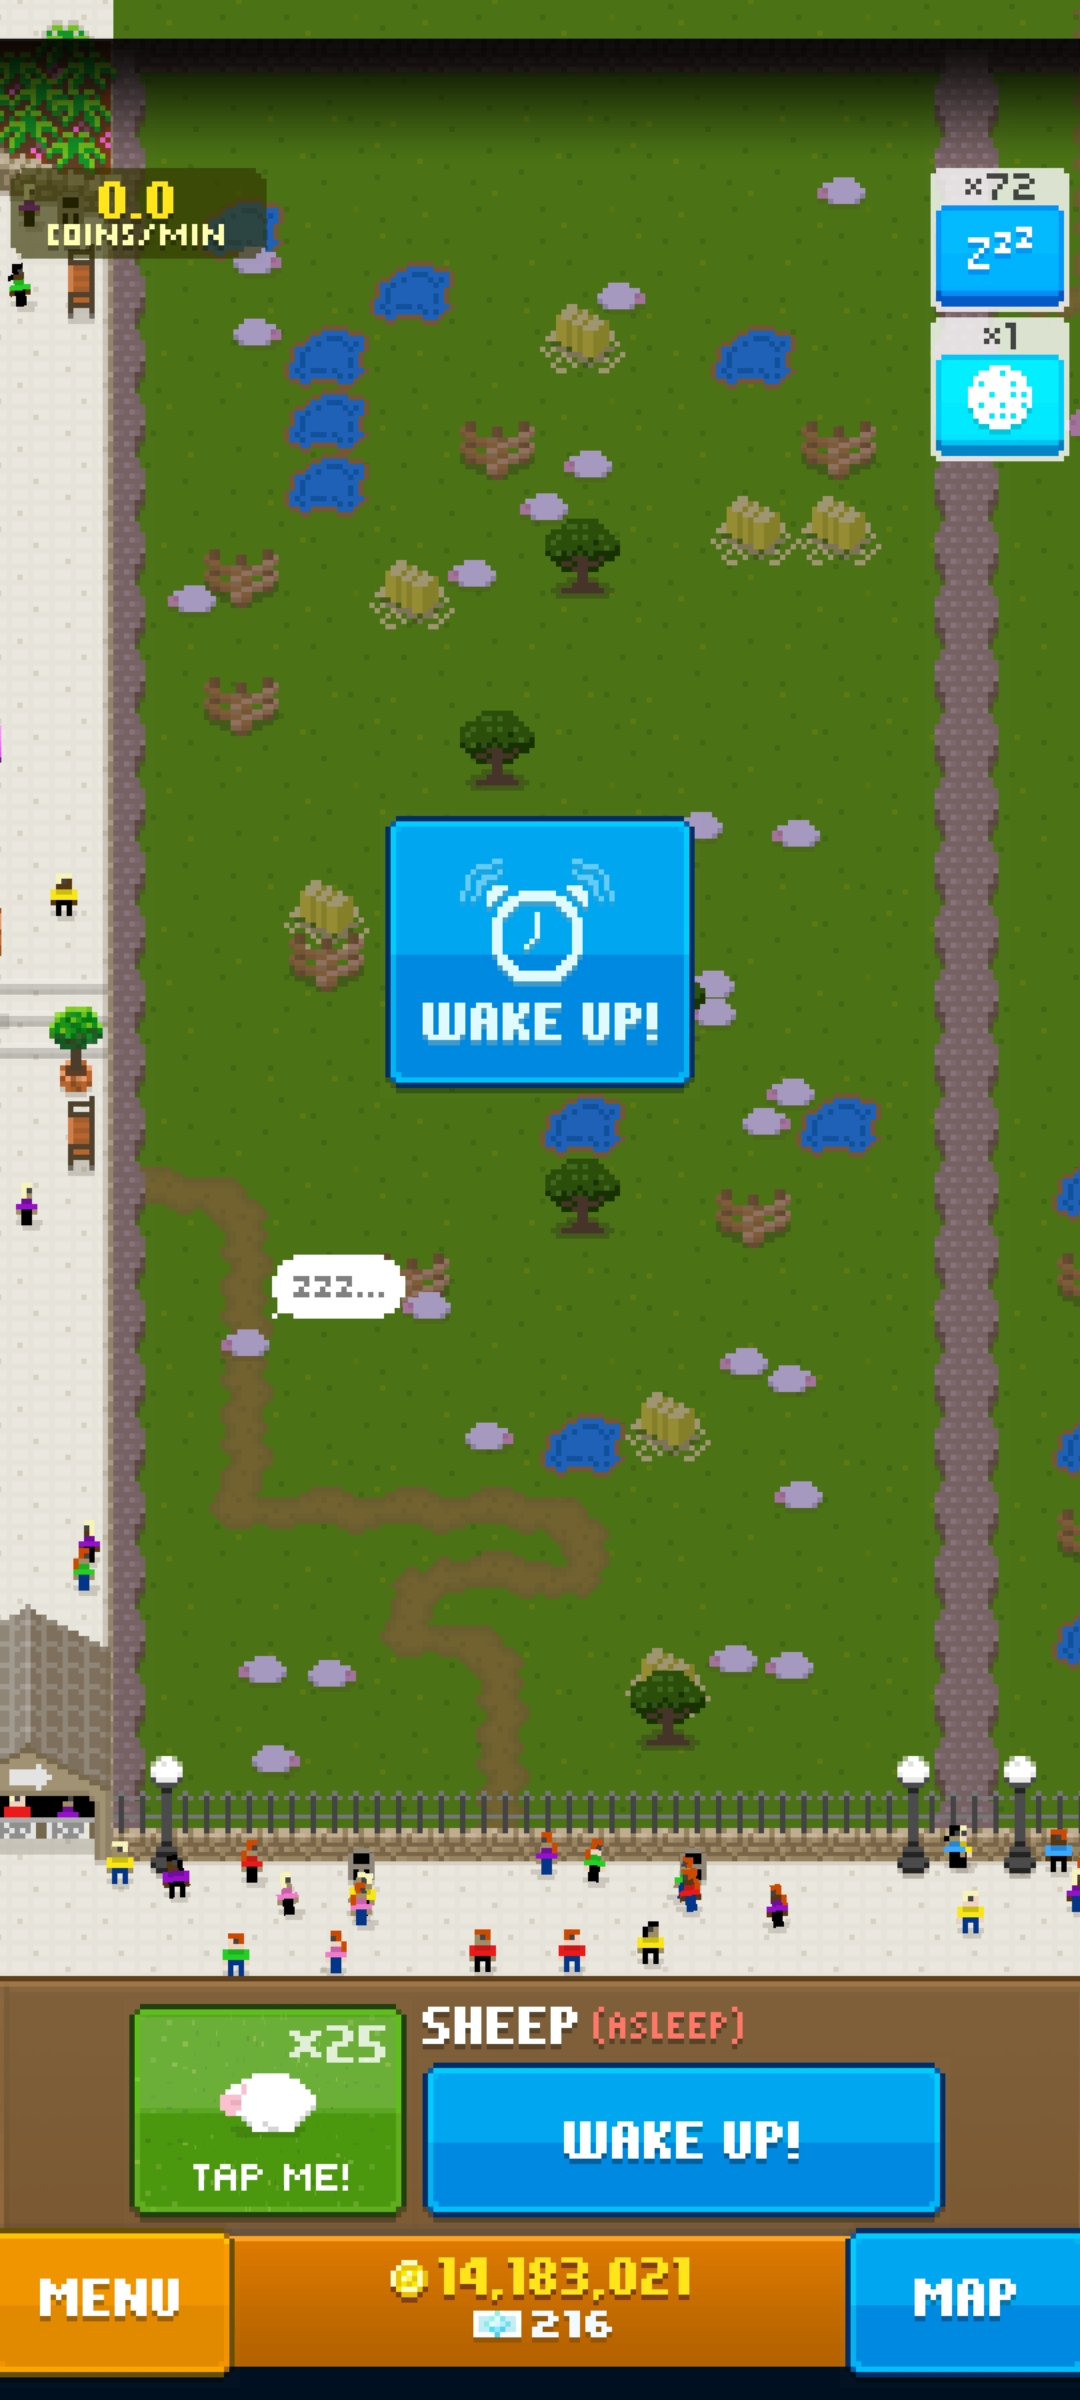 0.0
COINS/MIN
x72
zzz
x1
WAKE UP!
zzz...
x25
TAP ME!
SHEEP (ASLEEP)
WAKE UP!
MENU
14,183,021
216
MAP